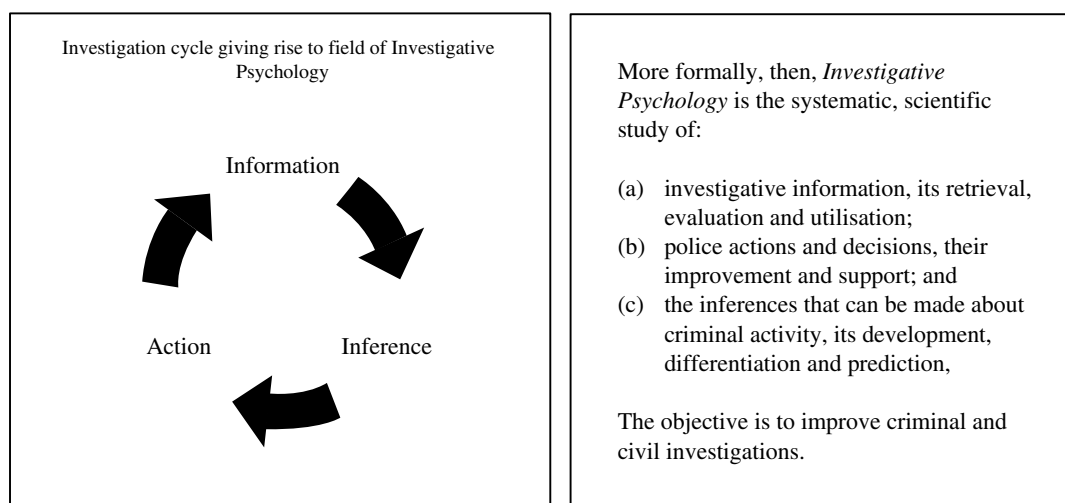 Investigation cycle giving rise to field of Investigative
Psychology
Information
Action
Inference
More formally, then, Investigative
Psychology is the systematic, scientific
study of:
(a) investigative information, its retrieval,
evaluation and utilisation;
(b) police actions and decisions, their
improvement and support; and
(c) the inferences that can be made about
criminal activity, its development,
differentiation and prediction,
The objective is to improve criminal and
civil investigations.